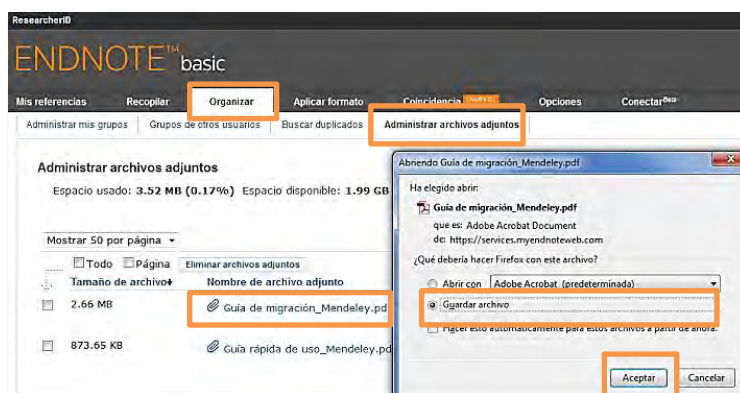 ResearcherID
ENDNOTE™ basic
Mis referencias Recopilar Organizar Aplicar formato Coincidencia ¡NUEVO! Opciones Conectar Beta
Administrar mis grupos Grupos de otros usuarios Buscar duplicados Administrar archivos adjuntos
Administrar archivos adjuntos
Espacio usado: 3.52 MB (0.17%) Espacio disponible: 1.99 GB
Mostrar 50 por página
Todo Página Eliminar archivos adjuntos
Tamaño de archivo Nombre de archivo adjunto
2.66 MB Guía de migración_Mendeley.pd
873.65 KB Guía rápida de uso_Mendeley.pd
Abriendo Guía de migración_Mendeley.pdf
Ha elegido abrir:
Guía de migración_Mendeley.pdf
que es: Adobe Acrobat Document
de: https://services.myendnoteweb.com
¿Qué debería hacer Firefox con este archivo?
Abrir con Adobe Acrobat (predeterminada)
Guardar archivo
Hacer esto automáticamente para estos archivos a partir de ahora.
Aceptar Cancelar